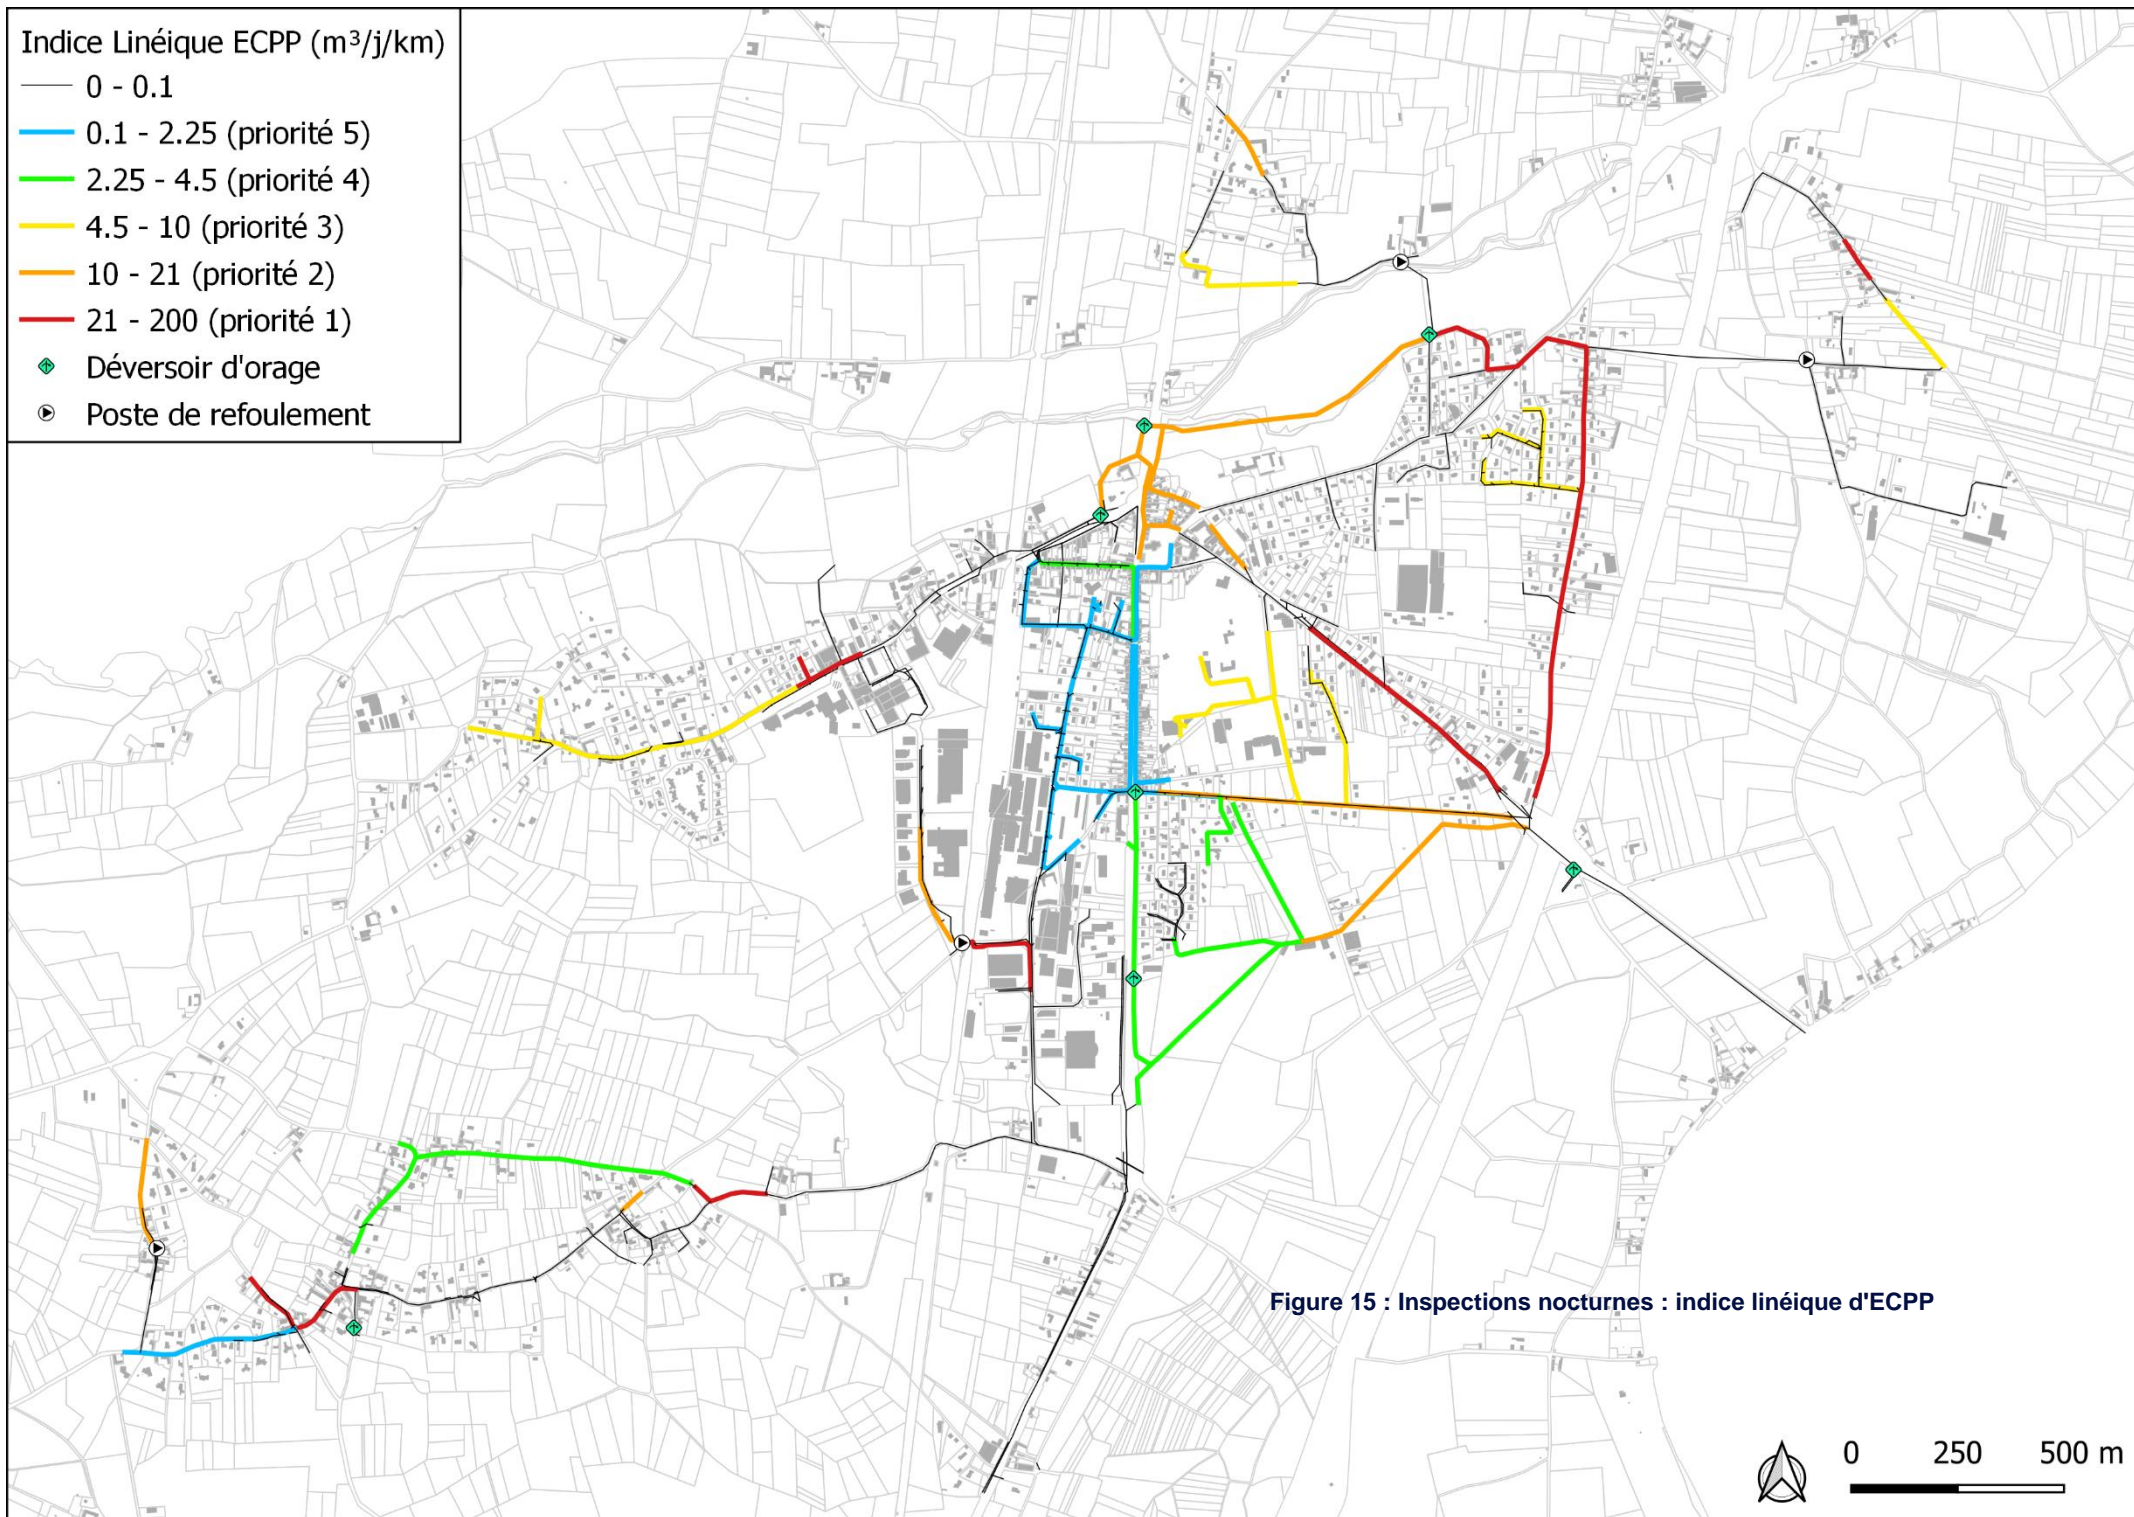 Indice Linéique ECPP (m³/j/km)
0 - 0.1
0.1 - 2.25 (priorité 5)
2.25 - 4.5 (priorité 4)
4.5 - 10 (priorité 3)
10 - 21 (priorité 2)
21 - 200 (priorité 1)
Déversoir d'orage
Poste de refoulement
Figure 15 : Inspections nocturnes : indice linéique d'ECPP
0 250 500 m